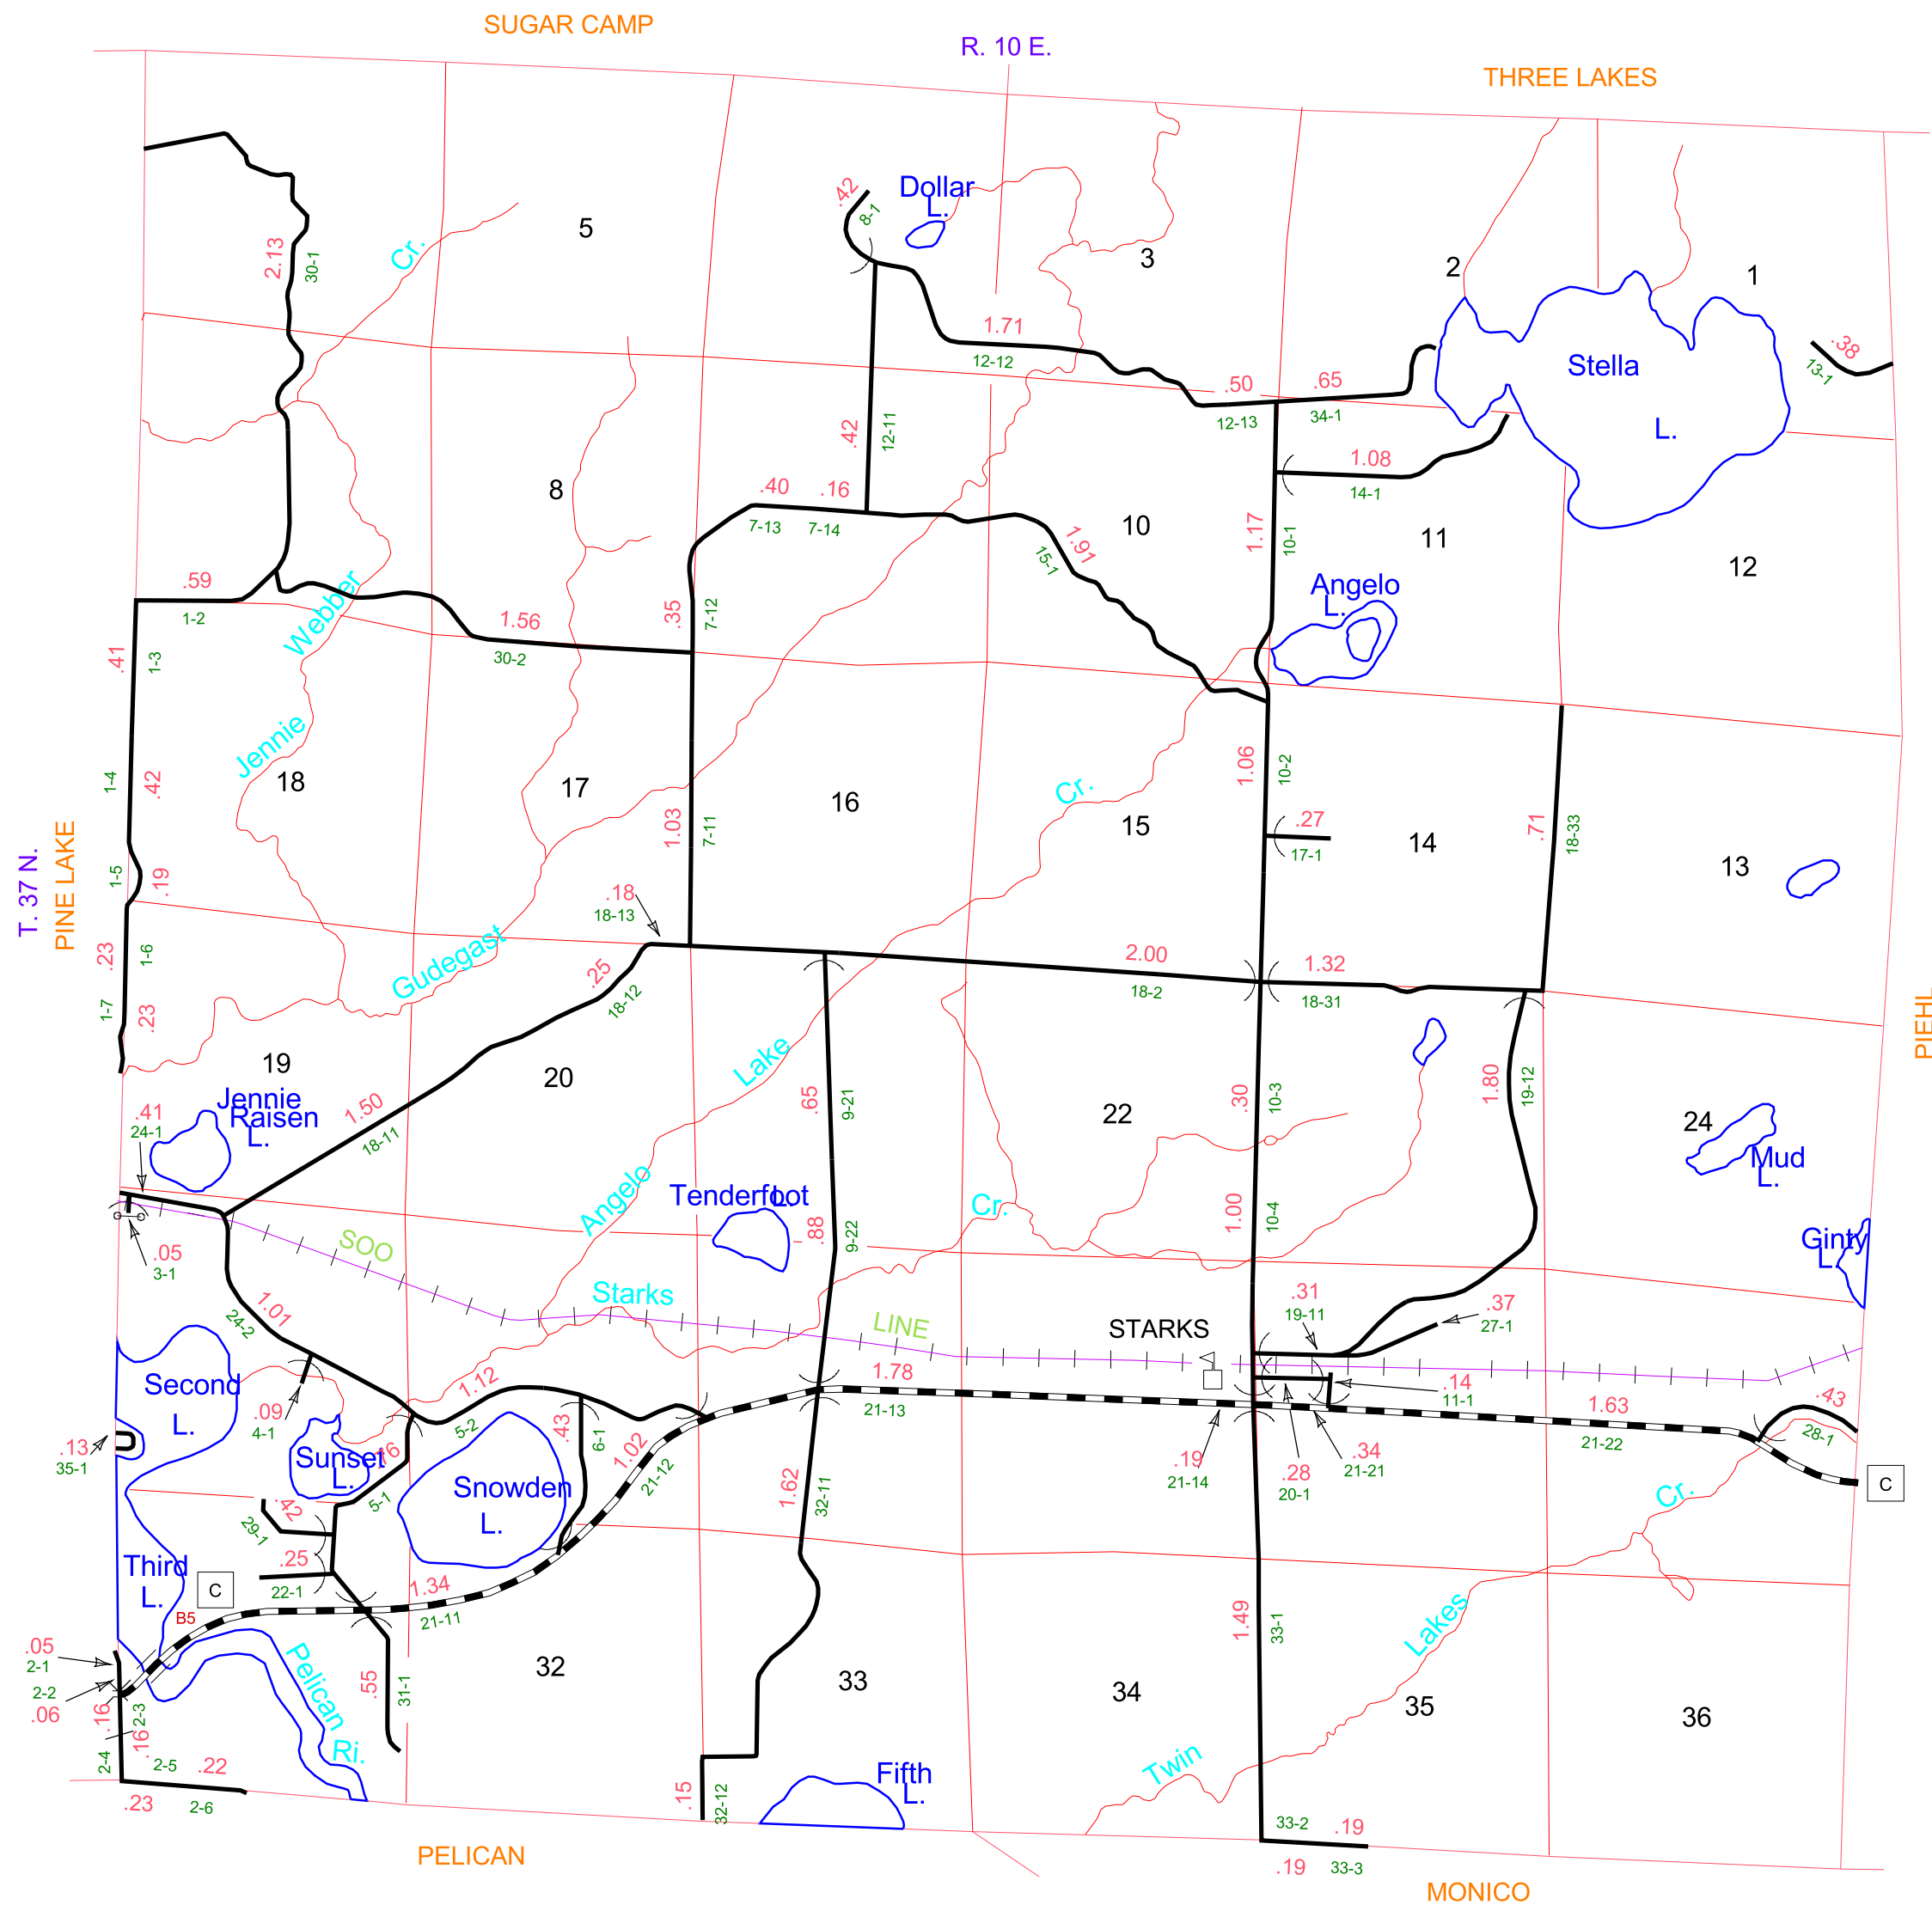 SUGAR CAMP
R. 10 E.
THREE LAKES
.42
8-1
Dollar
L.
5
3
2
1
2.13
30-1
Cr.
1.71
12-12
Stella
L.
.38
13-1
.50
12-13
.65
34-1
.42
12-11
1.08
14-1
8
.40
.16
7-13
7-14
10
1.91
15-1
1.17
10-1
11
12
.59
1-2
Webber
1.56
30-2
.35
7-12
Angelo
L.
.41
1-3
Jennie
18
17
16
15
14
13
1-4
.42
1.03
7-11
Cr.
1.06
10-2
.27
17-1
.71
18-33
T. 37 N.
PINE LAKE
1-5
.19
.18
18-13
.23
1-6
Gudegast
.25
18-12
2.00
18-2
1.32
18-31
1-7
.23
PIEHL
19
20
22
24
Lake
.65
9-21
.30
10-3
1.80
19-12
Jennie
Raisen
L.
.41
24-1
1.50
18-11
Mud
L.
Angelo
Tenderfoot
L.
.88
9-22
Cr.
1.00
10-4
Ginty
L.
.05
3-1
SOO
Starks
LINE
STARKS
.31
19-11
.37
27-1
1.01
24-2
Second
L.
.09
4-1
1.12
5-2
1.78
21-13
.14
11-1
1.63
21-22
.43
28-1
.13
35-1
Sunset
L.
.76
5-1
.43
6-1
1.02
21-12
Snowden
L.
1.62
32-11
.19
21-14
.28
20-1
.34
21-21
Cr.
C
.42
29-1
.25
22-1
Third
L.
C
B5
1.34
21-11
1.49
33-1
Lakes
.05
2-1
2-2
.06
.16
2-3
.16
2-4
Pelican
Ri.
.55
31-1
32
33
34
35
36
2-5
.22
.23
2-6
.15
32-12
Fifth
L.
Twin
33-2
.19
.19
33-3
PELICAN
MONICO